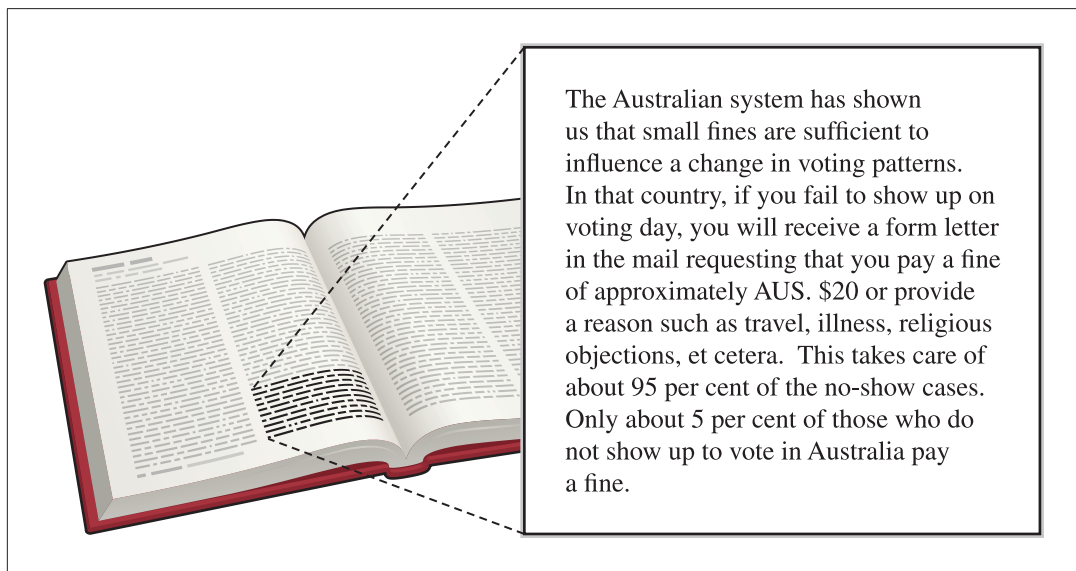 The Australian system has shown
us that small fines are sufficient to
influence a change in voting patterns.
In that country, if you fail to show up on
voting day, you will receive a form letter
in the mail requesting that you pay a fine
of approximately AUS. $20 or provide
a reason such as travel, illness, religious
objections, et cetera.  This takes care of
about 95 per cent of the no-show cases.
Only about 5 per cent of those who do
not show up to vote in Australia pay
a fine.